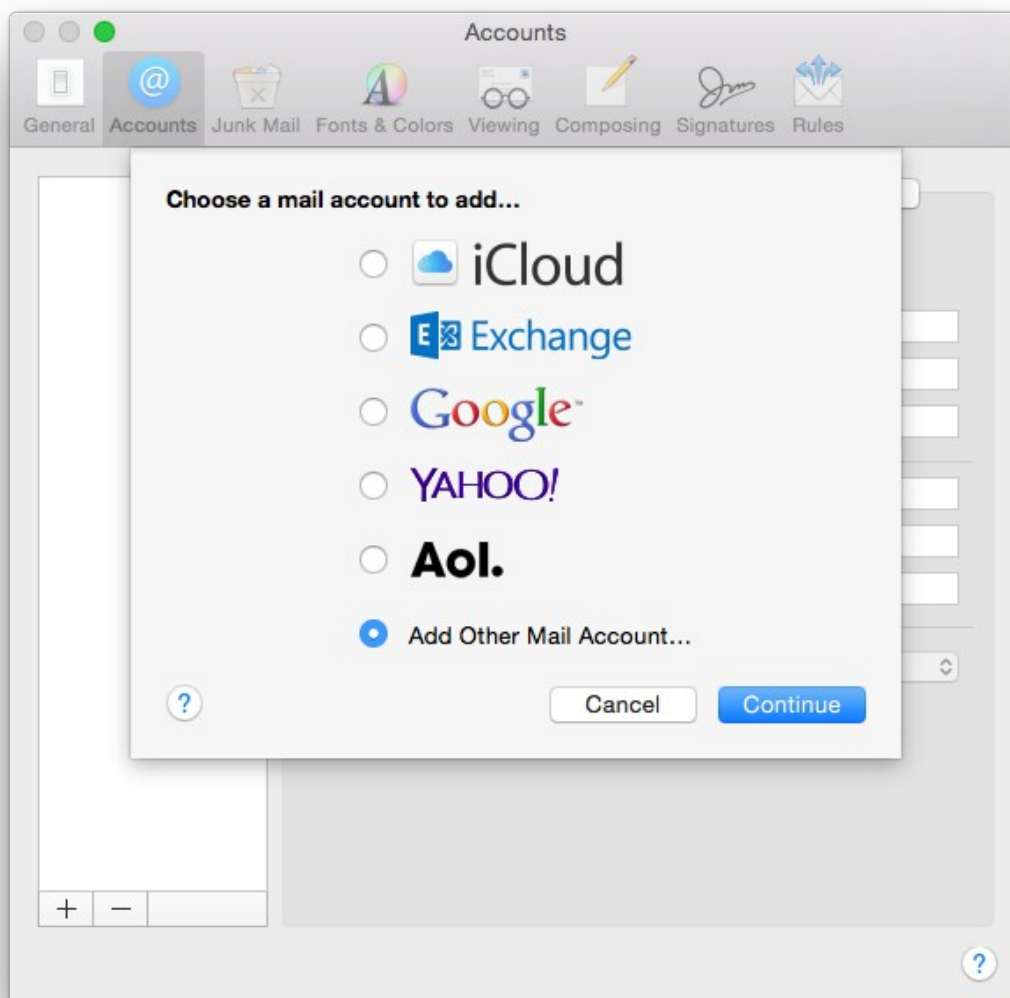 Accounts
@
General Accounts Junk Mail Fonts & Colors Viewing Composing Signatures Rules
Choose a mail account to add...
iCloud
E Exchange
Google™
YAHOO!
Aol.
Add Other Mail Account...
? Cancel Continue
+ −
?